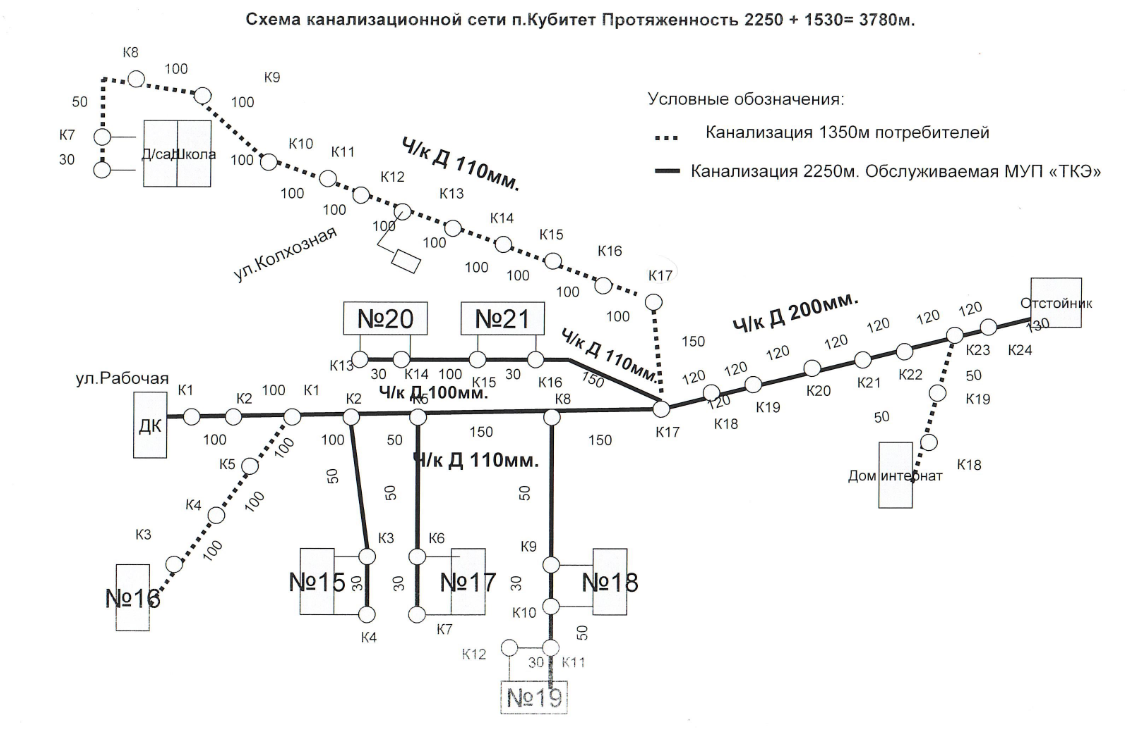 Схема канализационной сети п.Кубитет Протяженность 2250 + 1530= 3780м.
К8
100
К9
50
100
Условные обозначения:
К7
30
Д/сад
Школа
100
К10
Канализация 1350м потребителей
Ч/к Д 110мм.
Канализация 2250м. Обслуживаемая МУП «ТКЭ»
К11
100
К12
100
К13
100
К14
100
К15
ул.Колхозная
100
100
К16
100
К17
100
Отстойник
№20
№21
Ч/к Д 110мм.
150
Ч/к Д 200мм.
120
120
120
120
130
К23
К24
К13
30
К14
100
К15
30
К16
150
120
120
120
К22
К21
К20
К19
К18
120
50
К19
ул.Рабочая
Ч/к Д 100мм.
К1
К2
100
К1
К2
К5
К8
К17
ДК
100
100
100
50
150
150
50
Ч/к Д 110мм.
К5
100
К18
Дом интернат
50
50
50
К4
100
К3
К3
К6
К9
№16
№15
30
30
№17
30
№18
К10
К4
К7
50
К12
30
К11
№19